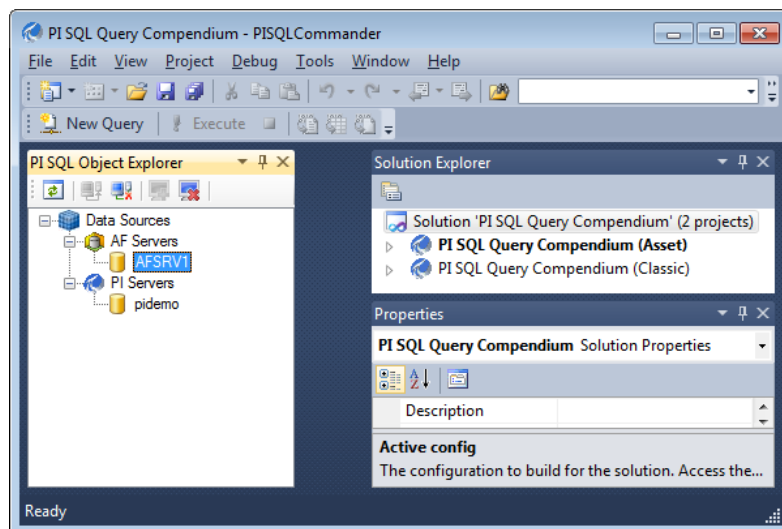 PI SQL Query Compendium - PISQLCommander
File Edit View Project Debug Tools Window Help
New Query Execute
PI SQL Object Explorer
Data Sources
AF Servers
AFSRV1
PI Servers
pidemo
Solution Explorer
Solution 'PI SQL Query Compendium' (2 projects)
PI SQL Query Compendium (Asset)
PI SQL Query Compendium (Classic)
Properties
PI SQL Query Compendium Solution Properties
Description
Active config
The configuration to build for the solution. Access the...
Ready